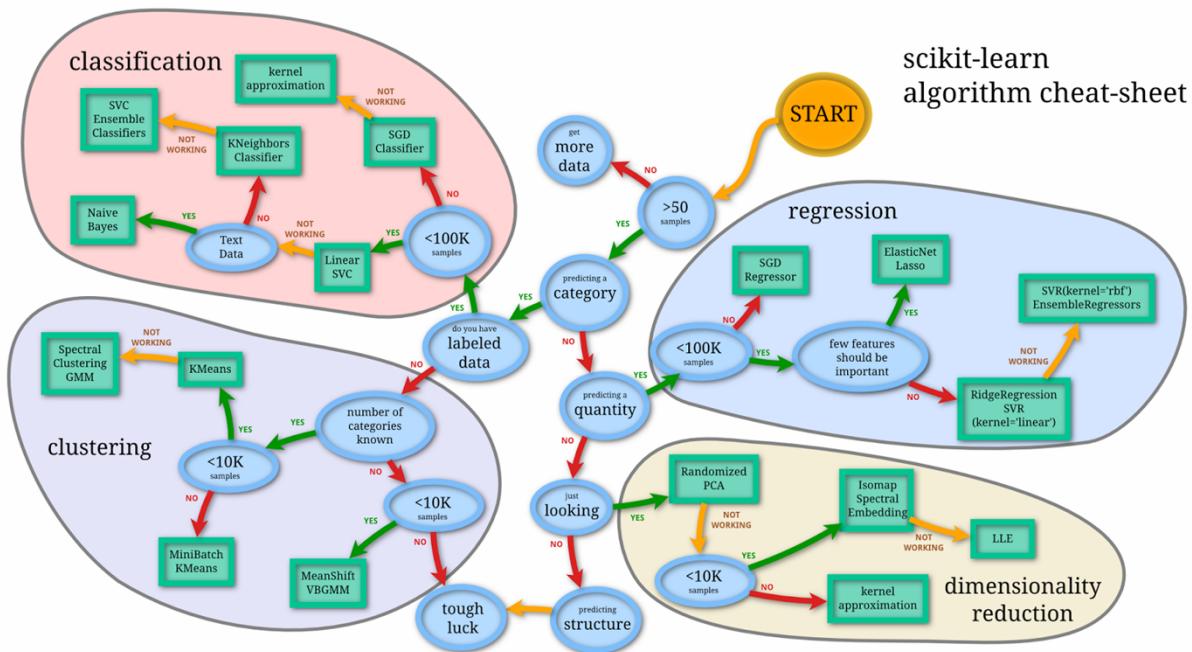 scikit-learn
algorithm cheat-sheet
START
get
more
data
NO
>50
samples
YES
predicting a
category
YES
NO
do you have
labeled
data
YES
NO
predicting a
quantity
YES
NO
just
looking
YES
NO
predicting
structure
tough
luck
classification
kernel
approximation
NOT
WORKING
SVC
Ensemble
Classifiers
NOT
WORKING
KNeighbors
Classifier
SGD
Classifier
NO
Naive
Bayes
YES
Text
Data
NO
NOT
WORKING
Linear
SVC
YES
<100K
samples
regression
SGD
Regressor
NO
<100K
samples
YES
ElasticNet
Lasso
YES
few features
should be
important
NO
SVR(kernel='rbf')
EnsembleRegressors
NOT
WORKING
RidgeRegression
SVR
(kernel='linear')
clustering
Spectral
Clustering
GMM
NOT
WORKING
KMeans
YES
<10K
samples
NO
MiniBatch
KMeans
YES
number of
categories
known
NO
<10K
samples
YES
NO
MeanShift
VBGMM
dimensionality
reduction
Randomized
PCA
NOT
WORKING
<10K
samples
YES
NO
Isomap
Spectral
Embedding
NOT
WORKING
LLE
kernel
approximation